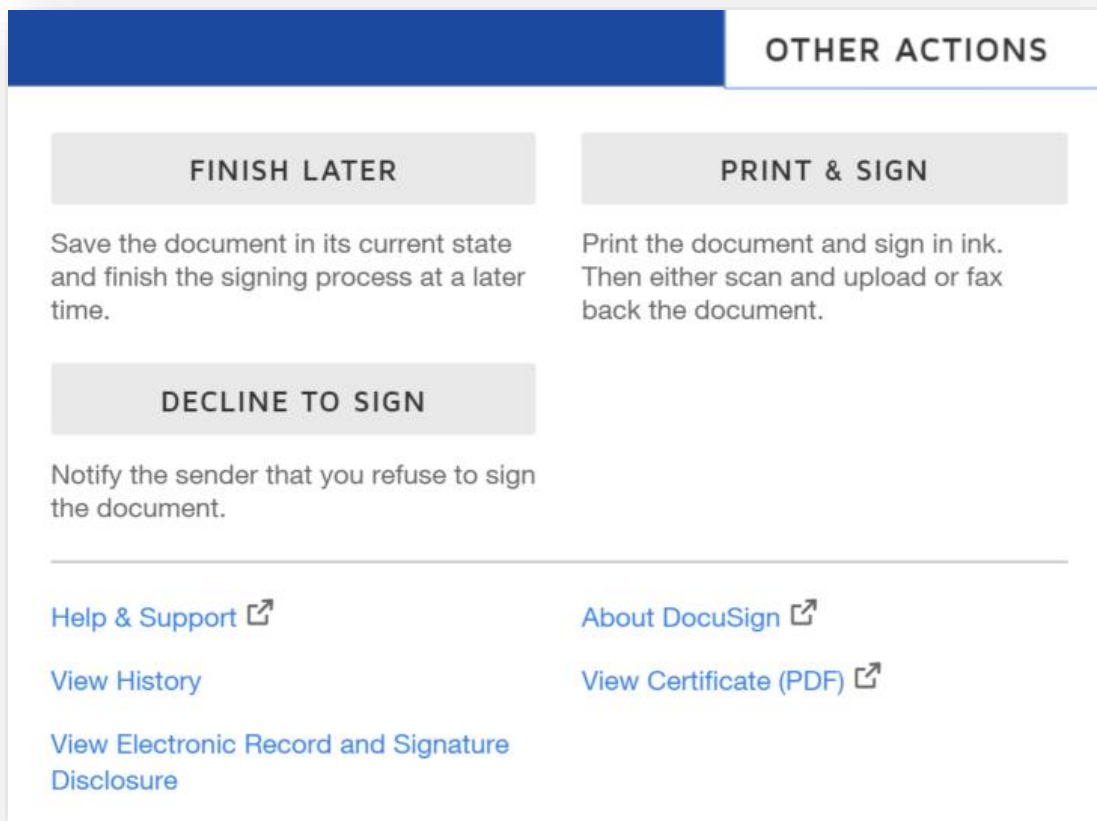 OTHER ACTIONS
FINISH LATER
Save the document in its current state
and finish the signing process at a later
time.
PRINT & SIGN
Print the document and sign in ink.
Then either scan and upload or fax
back the document.
DECLINE TO SIGN
Notify the sender that you refuse to sign
the document.
Help & Support
About DocuSign
View History
View Certificate (PDF)
View Electronic Record and Signature
Disclosure